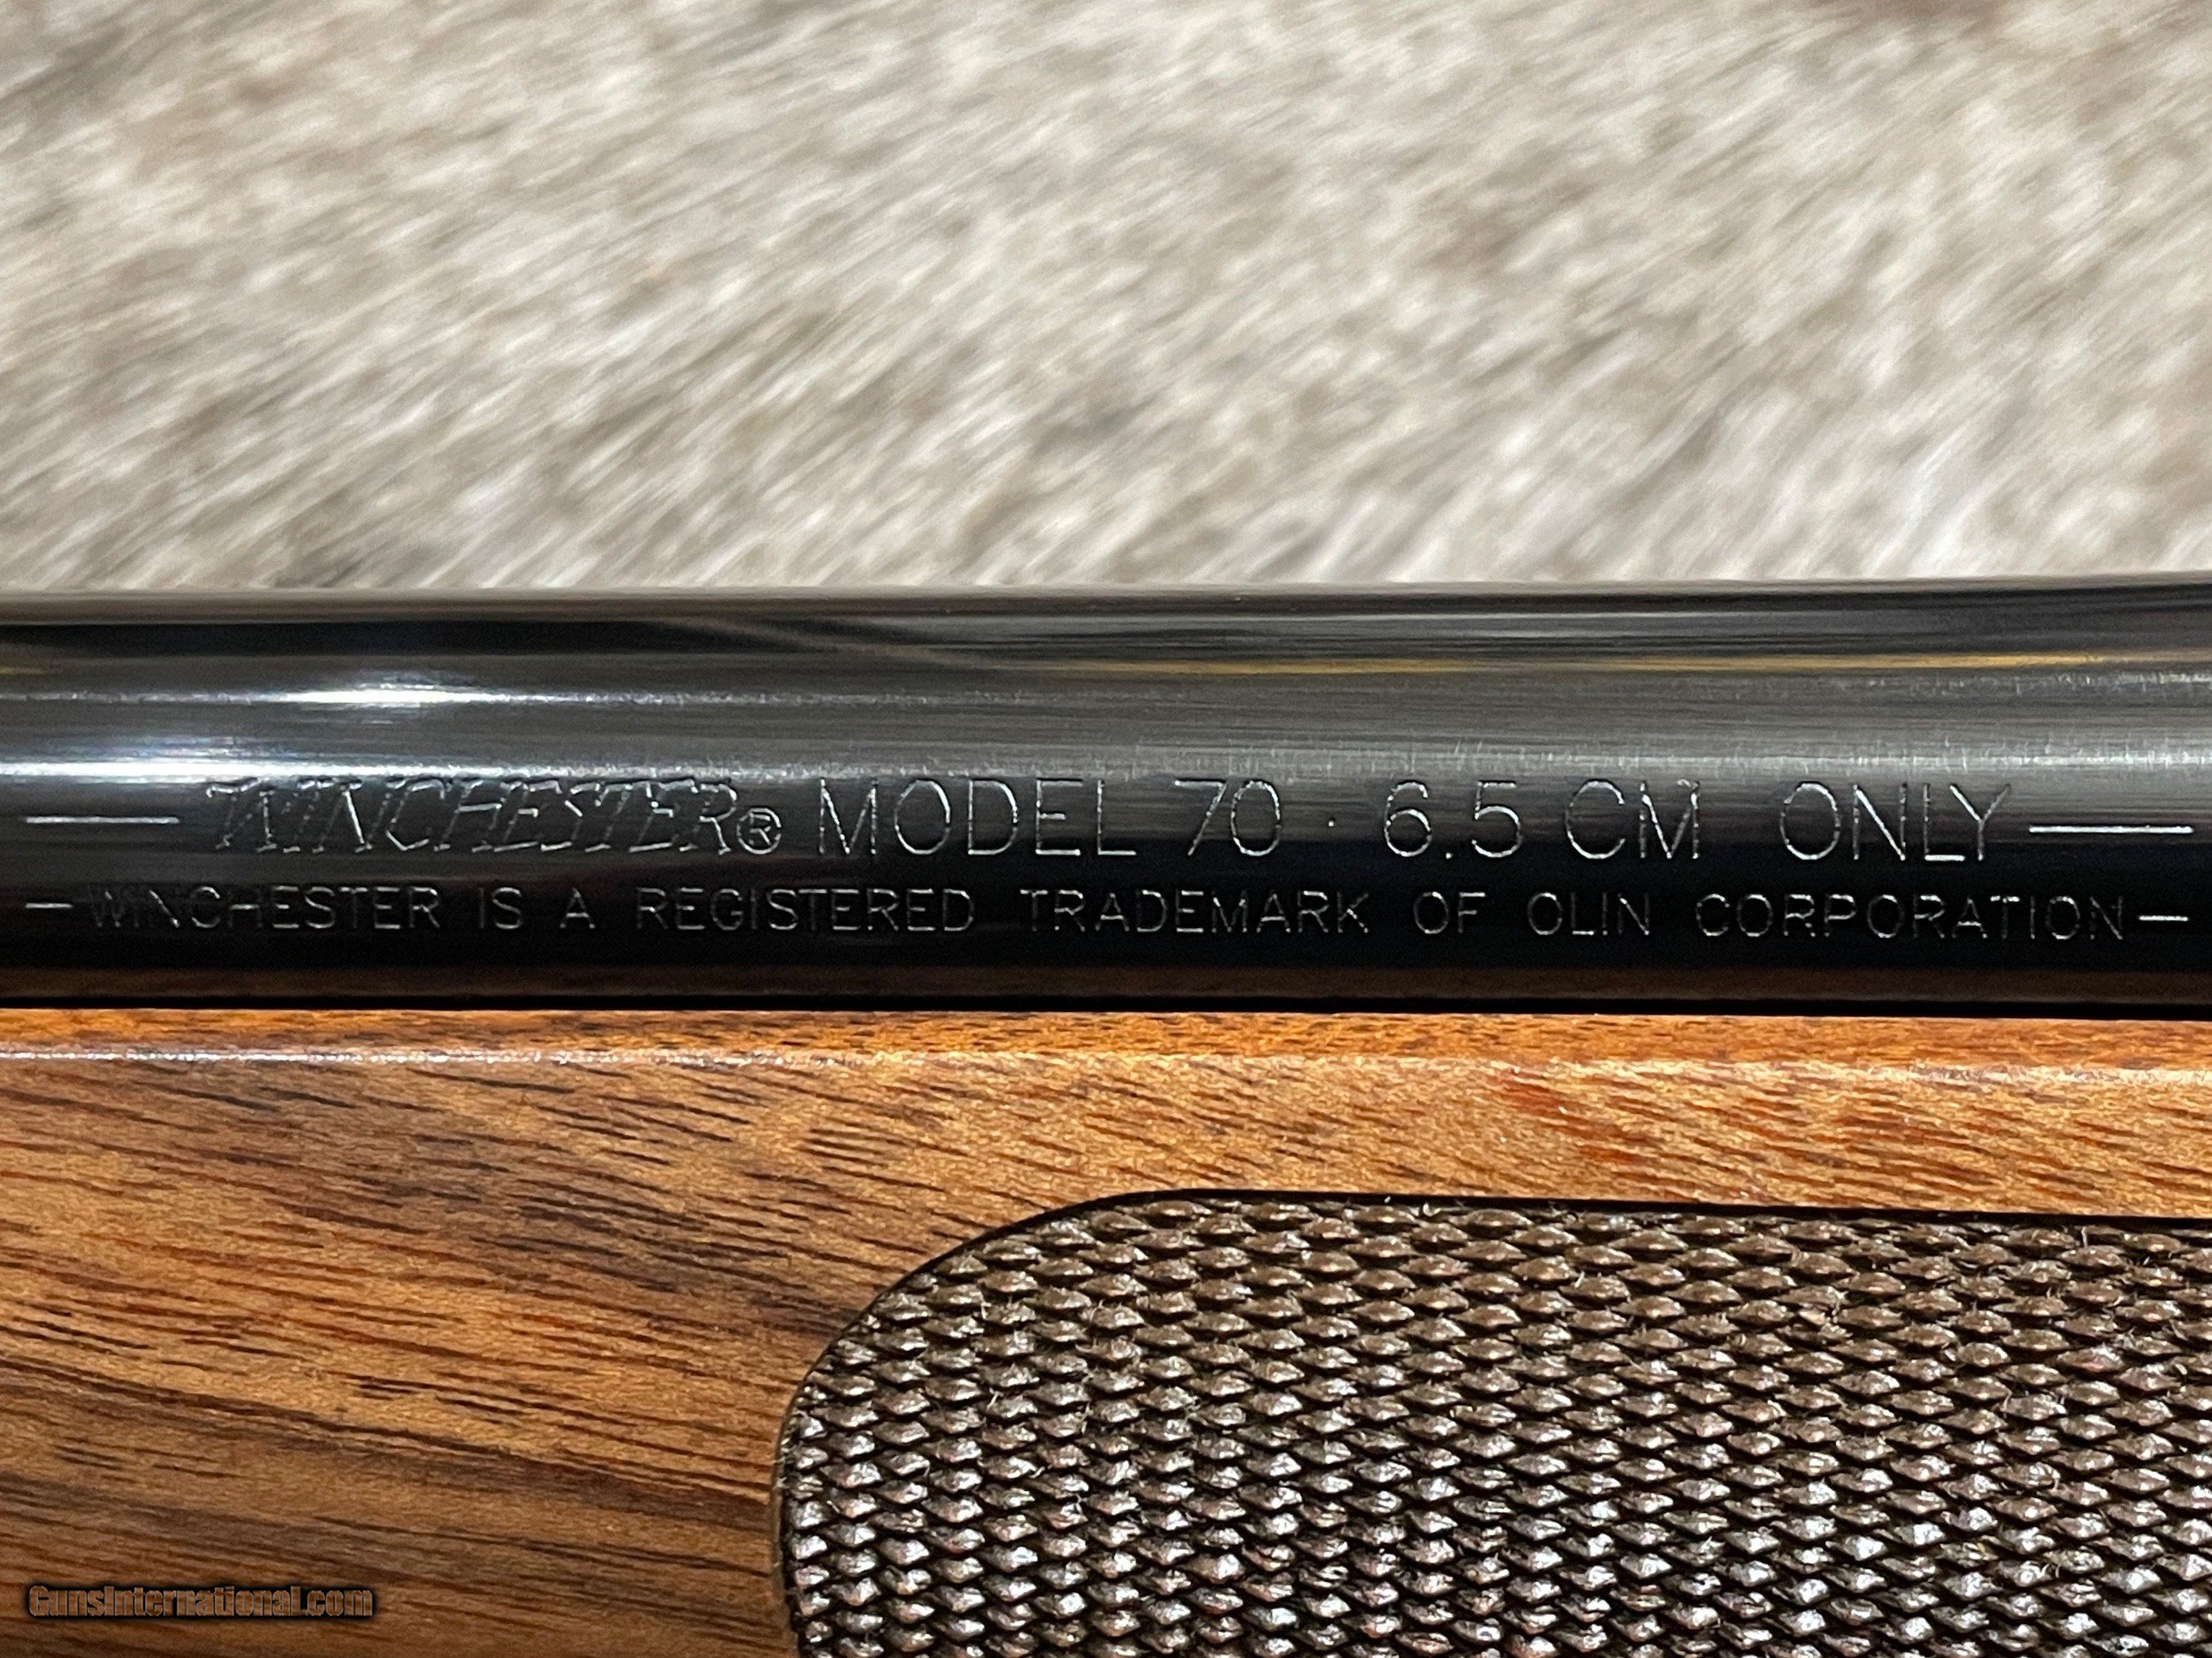 — WINCHESTER® MODEL 70 · 6.5 CM ONLY —
— WINCHESTER IS A REGISTERED TRADEMARK OF OLIN CORPORATION —
GunsInternational.com